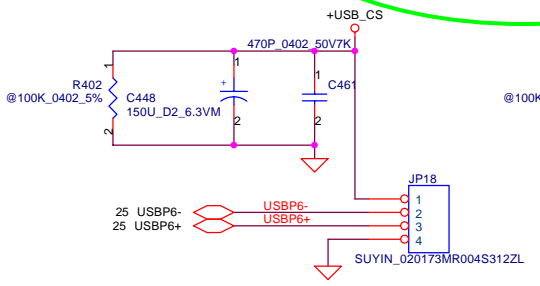 +USB_CS
470P_0402_50V7K
1
1
1
R402
@100K_0402_5%
C448
150U_D2_6.3VM
+
C461
@100K
2
2
2
JP18
25 USBP6-
USBP6-
25 USBP6+
USBP6+
1
2
3
4
SUYIN_020173MR004S312ZL